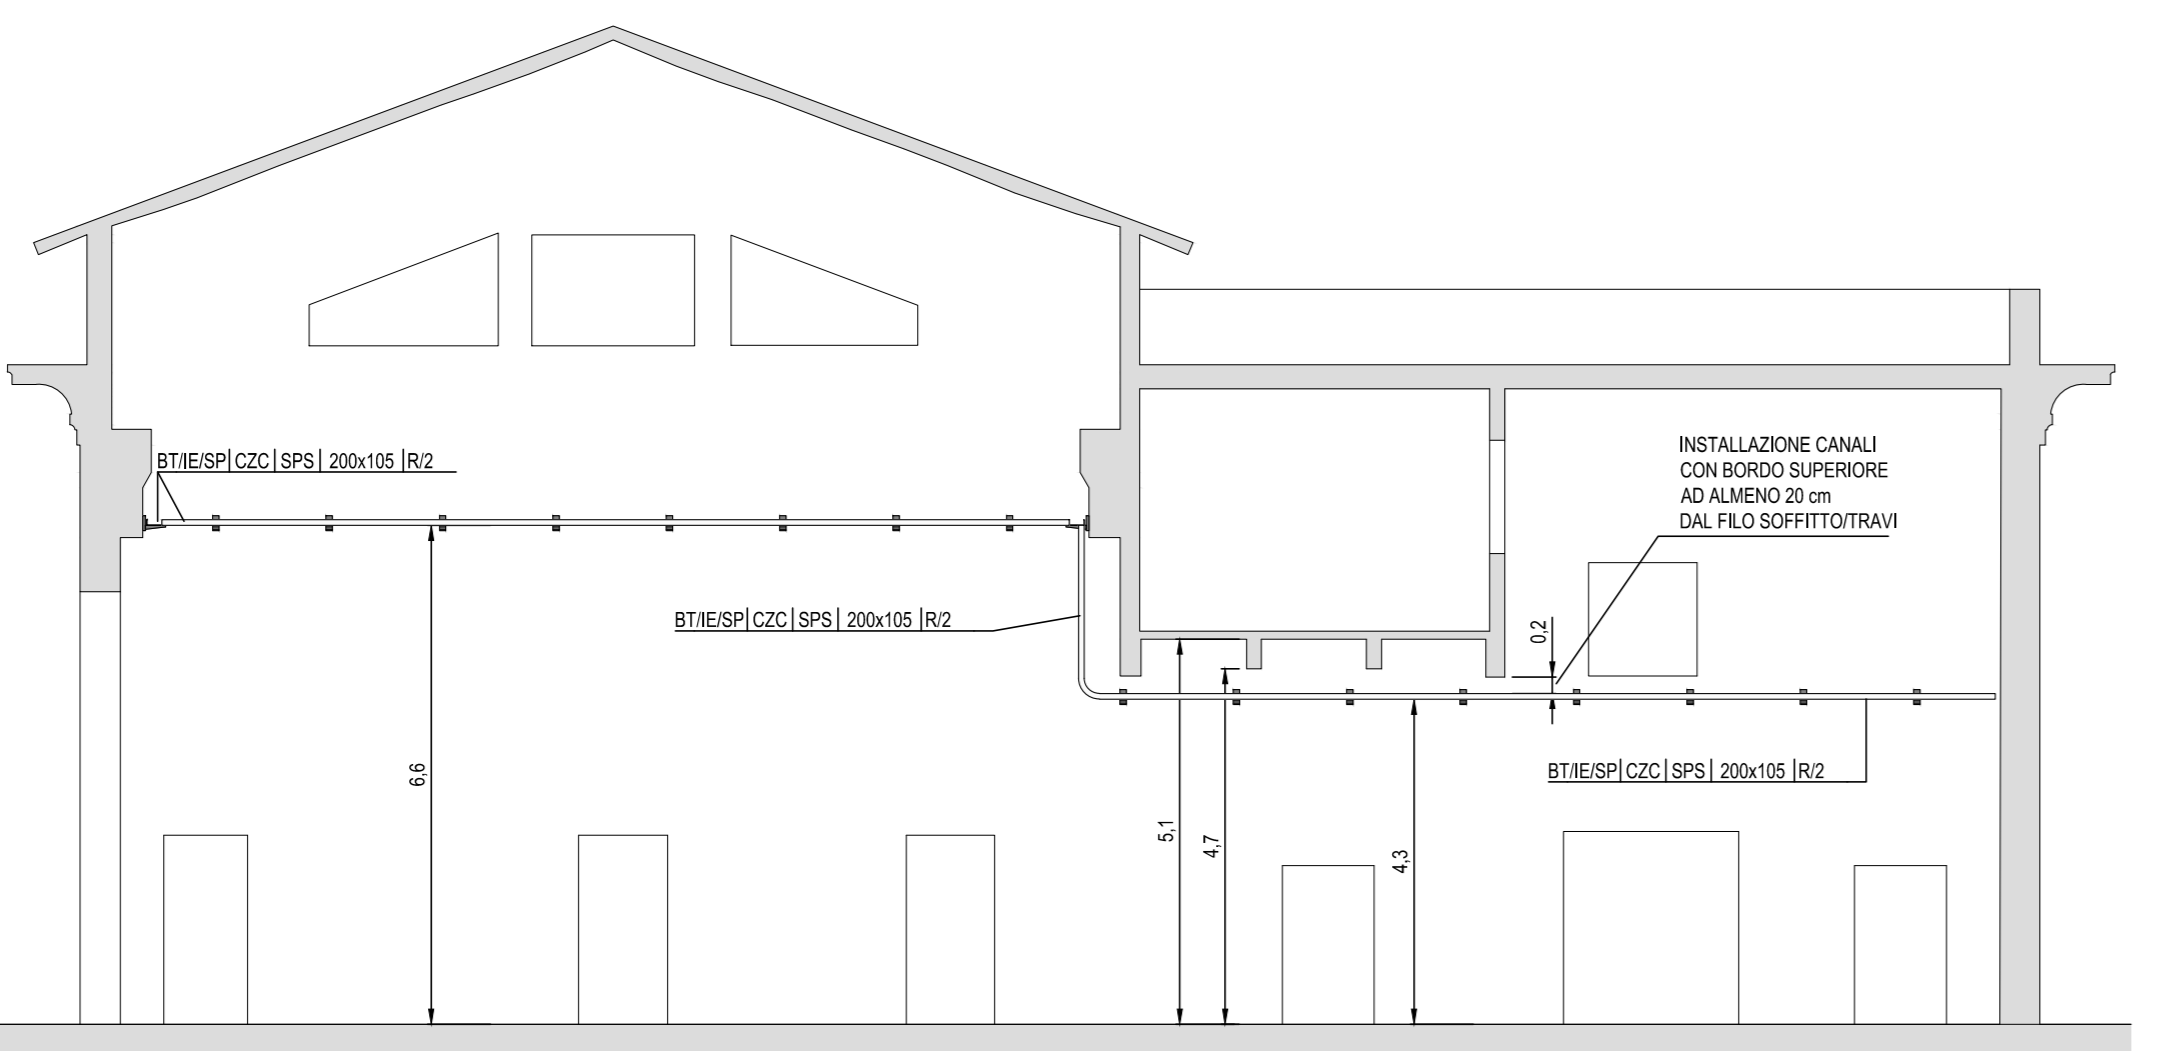 INSTALLAZIONE CANALI
CON BORDO SUPERIORE
AD ALMENO 20 cm
DAL FILO SOFFITTO/TRAVI
BT/IE/SP|CZC|SPS| 200x105 |R/2
BT/IE/SP|CZC|SPS| 200x105 |R/2
0,2
6,6
BT/IE/SP|CZC|SPS| 200x105 |R/2
5,1
4,7
4,3